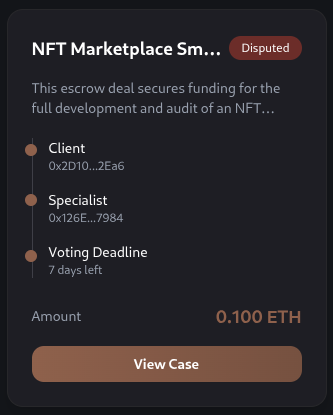 NFT Marketplace Sm...
Disputed
This escrow deal secures funding for the
full development and audit of an NFT...
Client
0x2D10...2Ea6
Specialist
0x126E...7984
Voting Deadline
7 days left
Amount
0.100 ETH
View Case